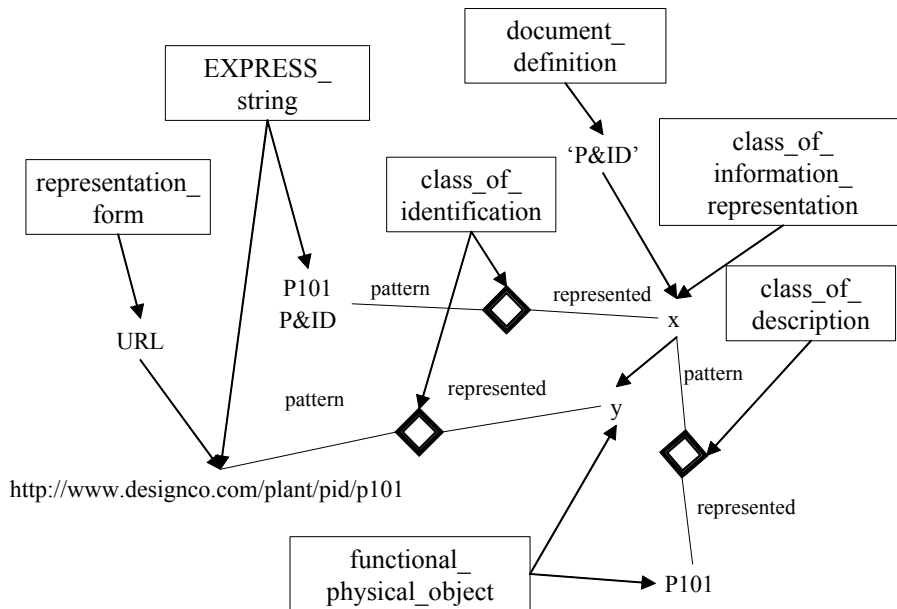 document_
definition
EXPRESS_
string
‘P&ID’
class_of_
information_
representation
representation_
form
class_of_
identification
P101
P&ID
pattern
represented
x
class_of_
description
URL
pattern
represented
y
pattern
http://www.designco.com/plant/pid/p101
represented
functional_
physical_object
P101